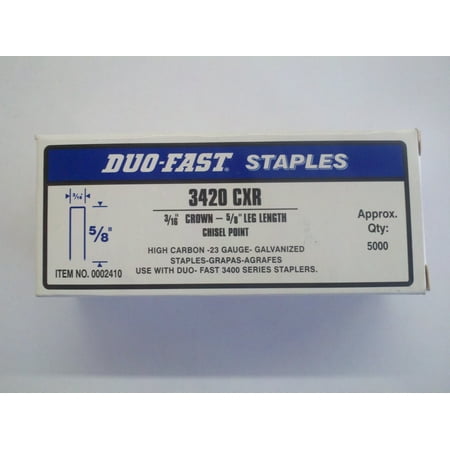 DUO-FAST® STAPLES
3420 CXR
3/16" CROWN – 5/8" LEG LENGTH
CHISEL POINT
HIGH CARBON -23 GAUGE- GALVANIZED
STAPLES-GRAPAS-AGRAFES
USE WITH DUO- FAST 3400 SERIES STAPLERS.
3/16"
5/8"
ITEM NO. 0002410
Approx.
Qty:
5000